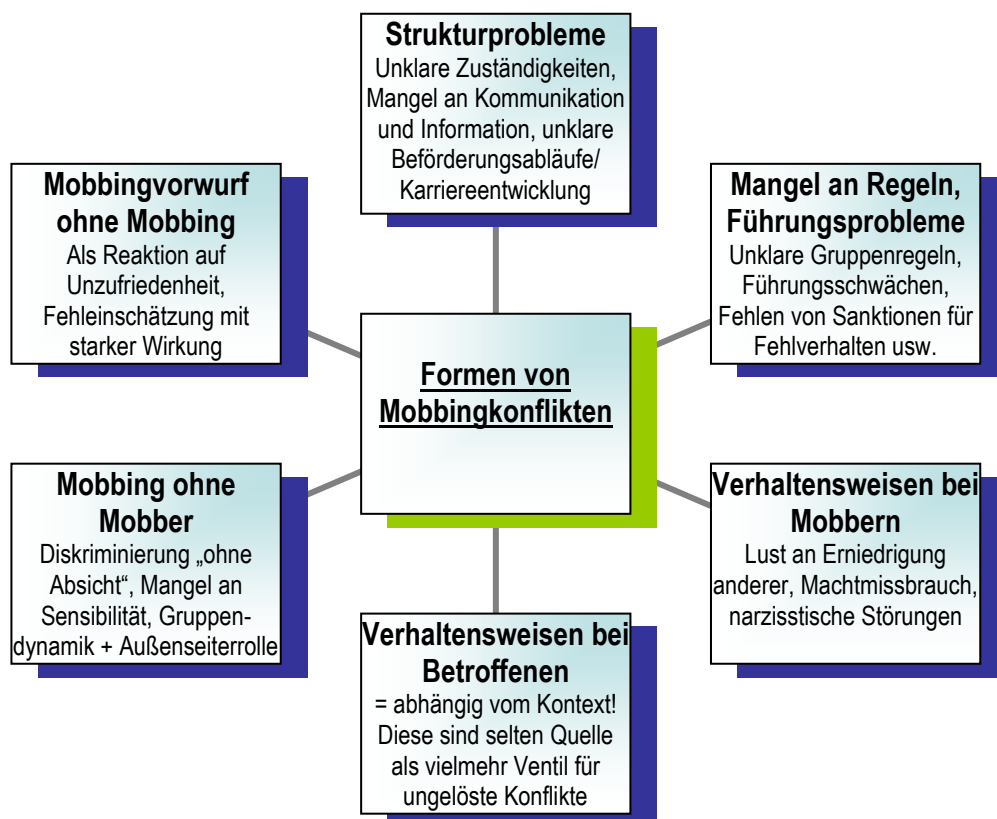 Strukturprobleme
Unklare Zuständigkeiten,
Mangel an Kommunikation
und Information, unklare
Beförderungsabläufe/
Karriereentwicklung
Mobbingvorwurf
ohne Mobbing
Als Reaktion auf
Unzufriedenheit,
Fehleinschätzung mit
starker Wirkung
Mangel an Regeln,
Führungsprobleme
Unklare Gruppenregeln,
Führungsschwächen,
Fehlen von Sanktionen für
Fehlverhalten usw.
Formen von
Mobbingkonflikten
Mobbing ohne
Mobber
Diskriminierung „ohne
Absicht“, Mangel an
Sensibilität, Gruppen-
dynamik + Außenseiterrolle
Verhaltensweisen bei
Mobbern
Lust an Erniedrigung
anderer, Machtmissbrauch,
narzisstische Störungen
Verhaltensweisen bei
Betroffenen
= abhängig vom Kontext!
Diese sind selten Quelle
als vielmehr Ventil für
ungelöste Konflikte